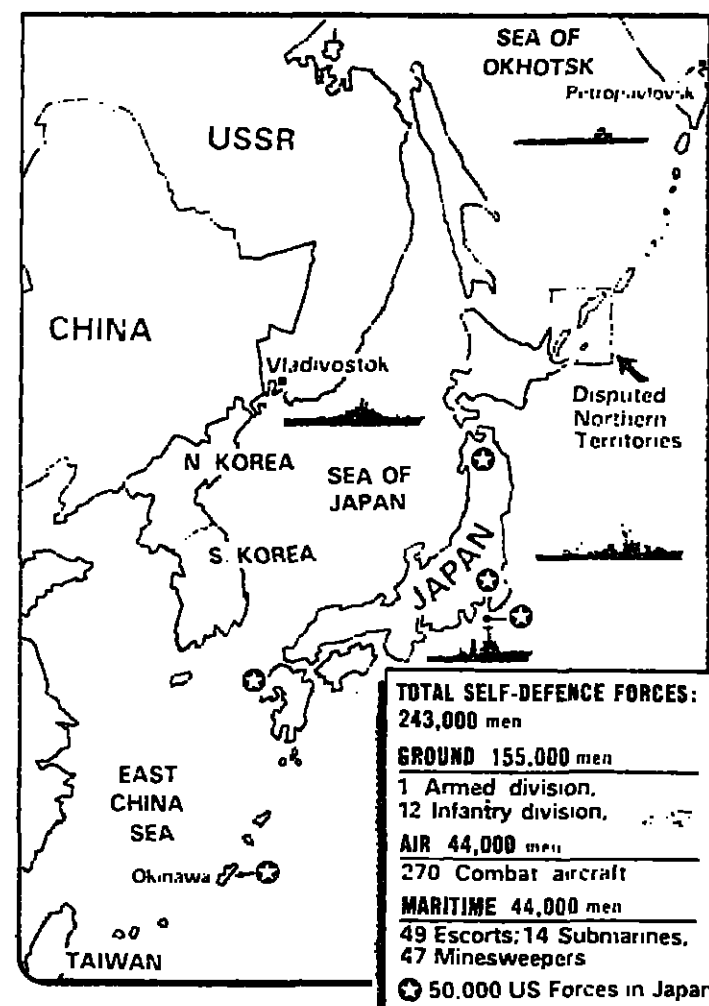 SEA OF
OKHOTSK
Petropavlovsk
USSR
CHINA
Vladivostok
Disputed
Northern
Territories
N. KOREA
SEA OF
JAPAN
S. KOREA
JAPAN
EAST
CHINA
SEA
Okinawa
TAIWAN
TOTAL SELF-DEFENCE FORCES:
243,000 men
GROUND 155.000 men
1 Armed division.
12 Infantry division.
AIR 44,000 men
270 Combat aircraft
MARITIME 44,000 men
49 Escorts; 14 Submarines,
47 Minesweepers
50.000 US Forces in Japan